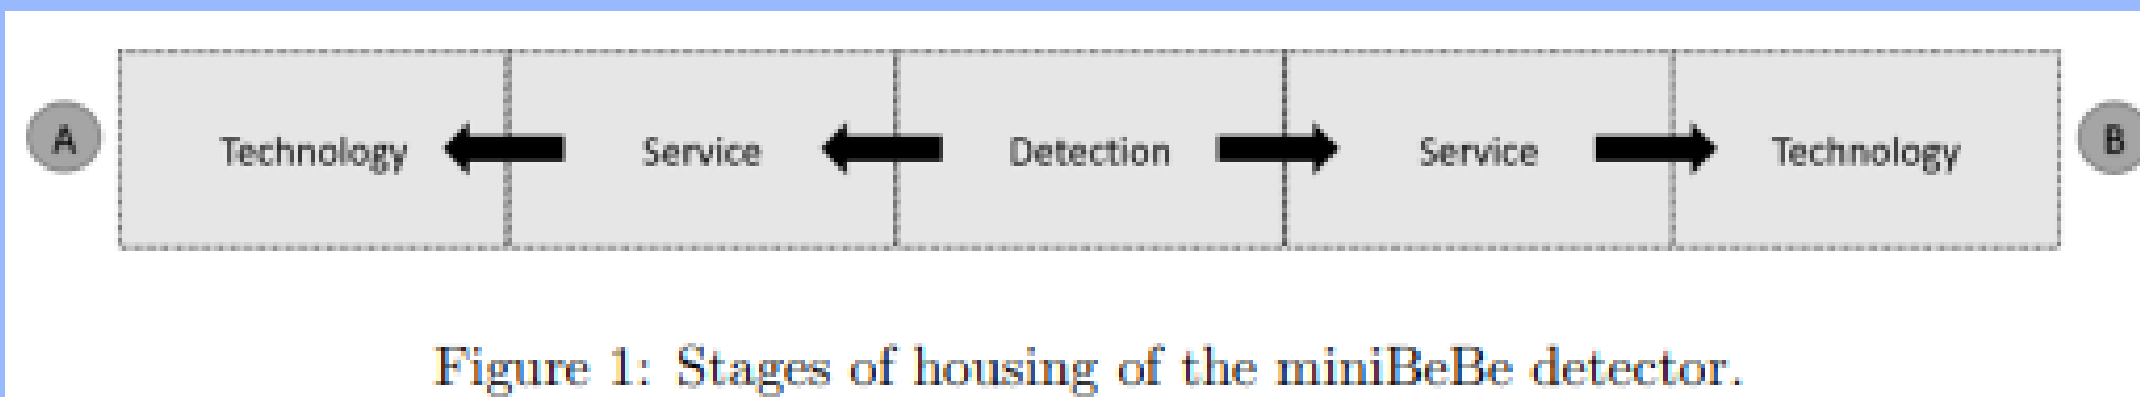 A Technology Service Detection Service Technology B
Figure 1: Stages of housing of the miniBeBe detector.